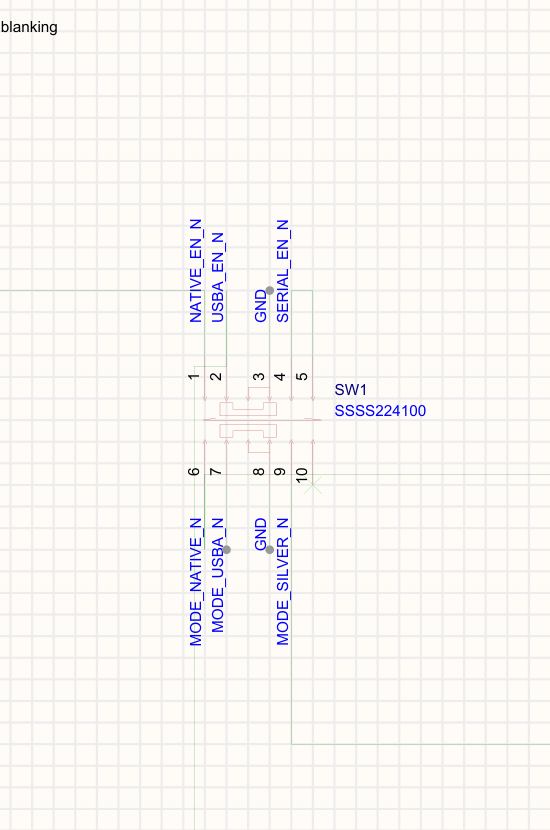 blanking
NATIVE_EN_N
USBA_EN_N
GND
SERIAL_EN_N
1
2
3
4
5
SW1
SSSS224100
6
7
8
9
10
MODE_NATIVE_N
MODE_USBA_N
GND
MODE_SILVER_N